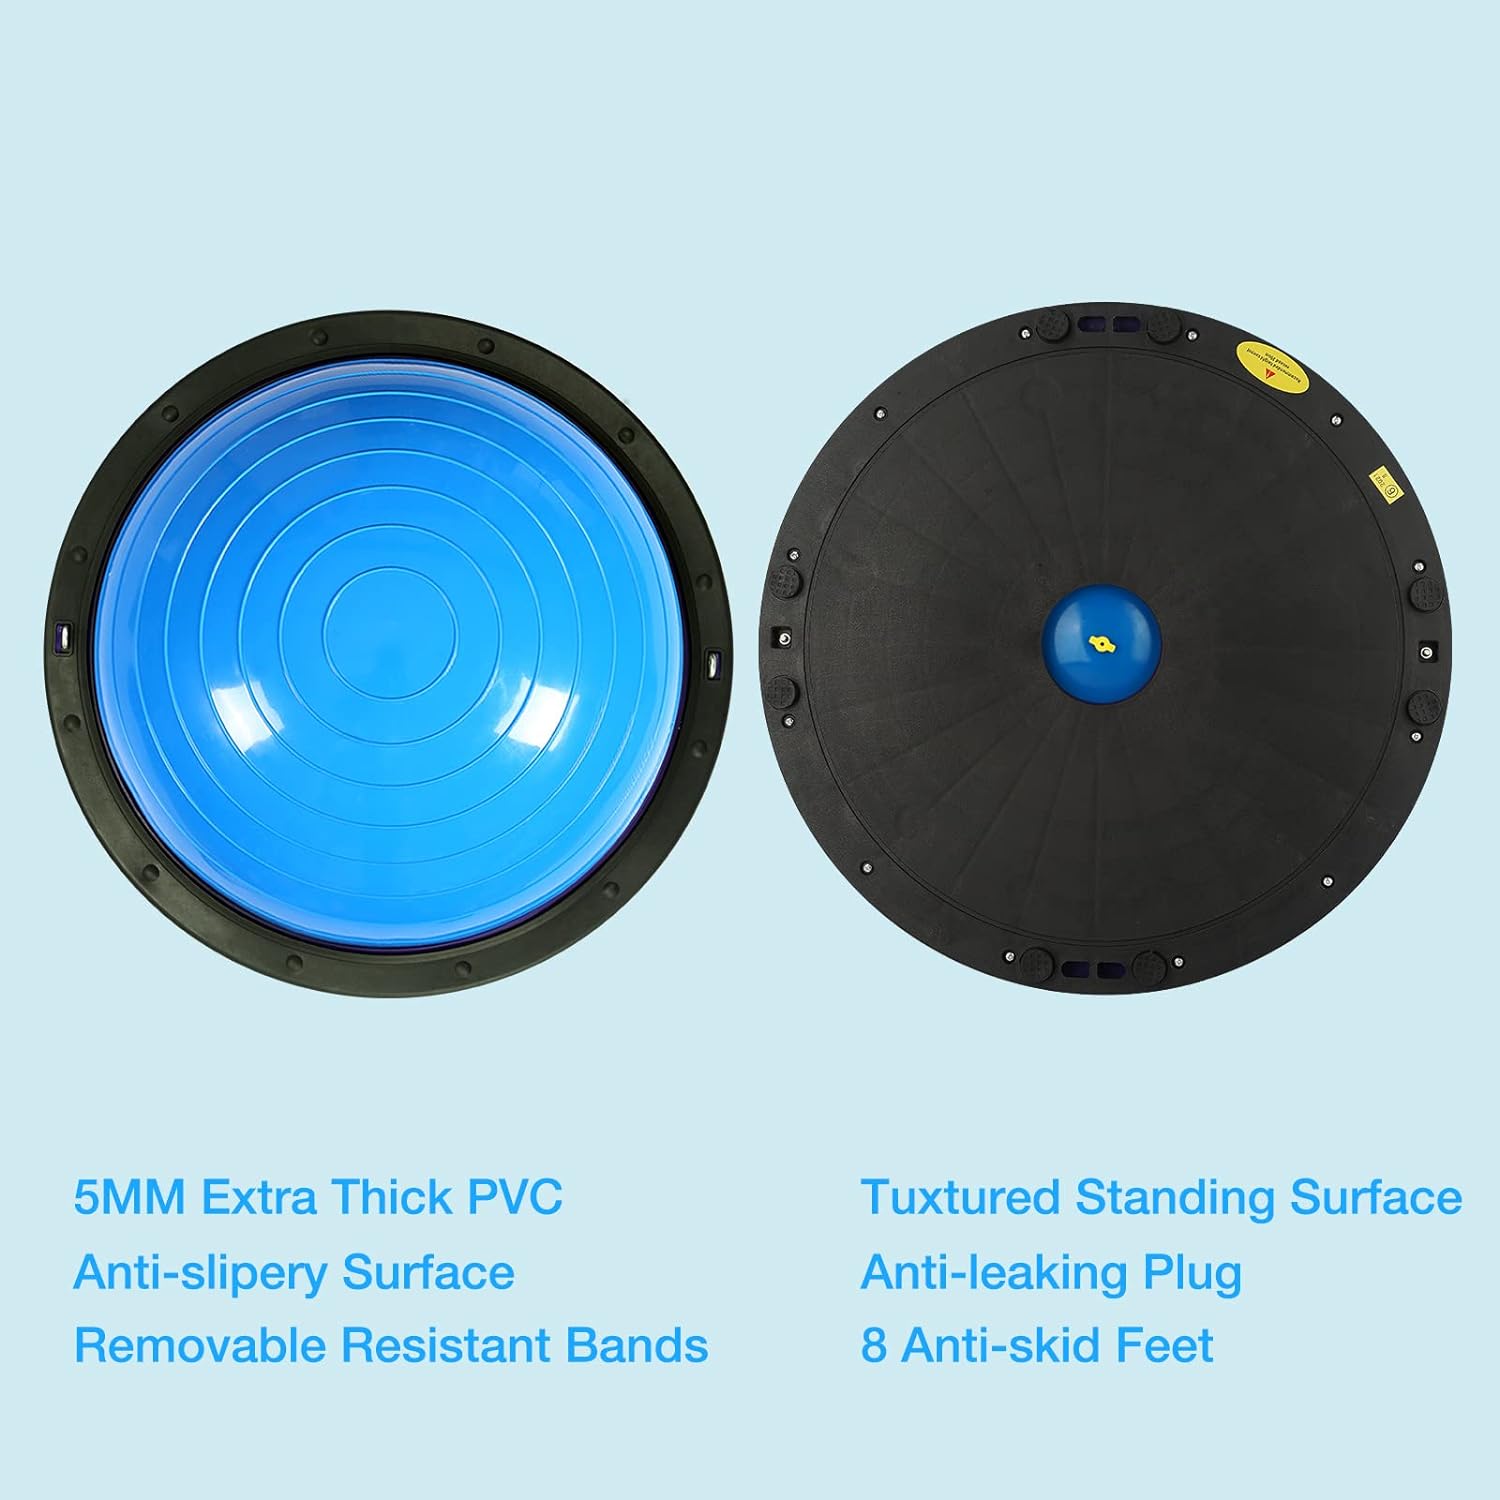 5MM Extra Thick PVC
Anti-slipery Surface
Removable Resistant Bands
Tuxtured Standing Surface
Anti-leaking Plug
8 Anti-skid Feet
2021